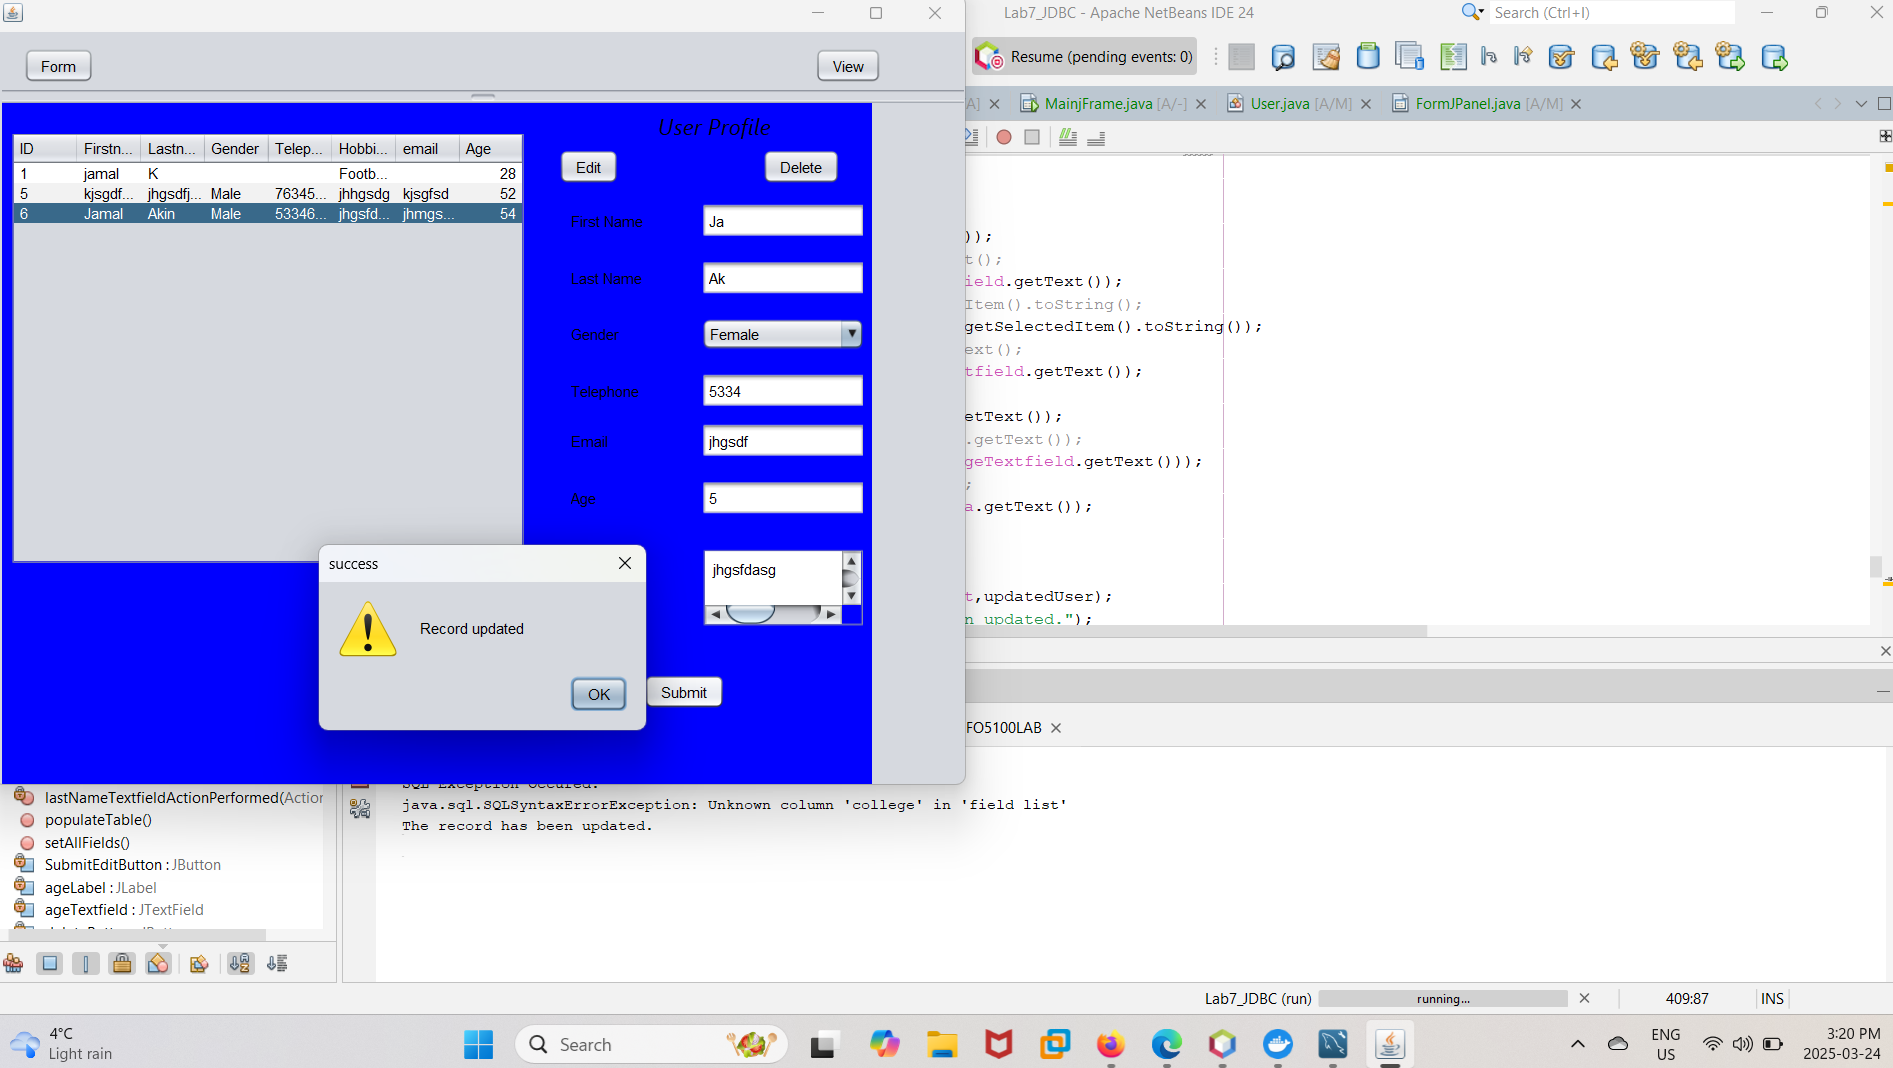 Lab7_JDBC - Apache NetBeans IDE 24
Search (Ctrl+I)
Form
View
Resume (pending events: 0)
A]
MainjFrame.java [A/-]
User.java [A/M]
FormJPanel.java [A/M]
User Profile
Edit
Delete
ID Firstn... Lastn... Gender Telep... Hobbi... email Age
1 jamal K Footb... 28
5 kjsgdf... jhgsdfj... Male 76345... jhhgsdg kjsgfsd 52
6 Jamal Akin Male 53346... jhgsfd... jhmgs... 54
First Name Ja
Last Name Ak
Gender Female
Telephone 5334
Email jhgsdf
Age 5
jhgsfdasg
Submit
success
Record updated
OK
));
t();
ield.getText());
Item().toString();
getSelectedItem().toString());
ext();
tfield.getText());
etText());
.getText());
geTextfield.getText()));
;
a.getText());
t,updatedUser);
n updated.");
FO5100LAB
SQL Exception Occured:
java.sql.SQLSyntaxErrorException: Unknown column 'college' in 'field list'
The record has been updated.
lastNameTextfieldActionPerformed(Actior
populateTable()
setAllFields()
SubmitEditButton : JButton
ageLabel : JLabel
ageTextfield : JTextField
Lab7_JDBC (run)
running...
409:87
INS
4°C
Light rain
Search
ENG
US
3:20 PM
2025-03-24